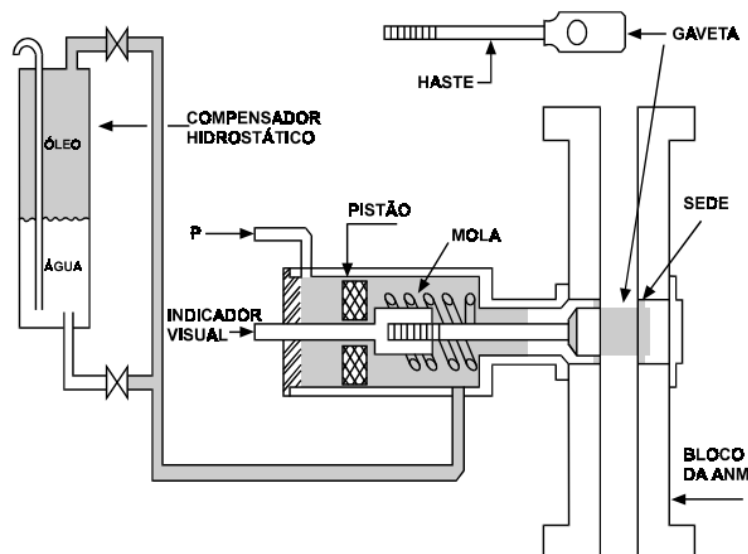 GAVETA
HASTE
COMPENSADOR
HIDROSTÁTICO
ÓLEO
SEDE
PISTÃO
P
MOLA
ÁGUA
INDICADOR
VISUAL
BLOCO
DA ANM